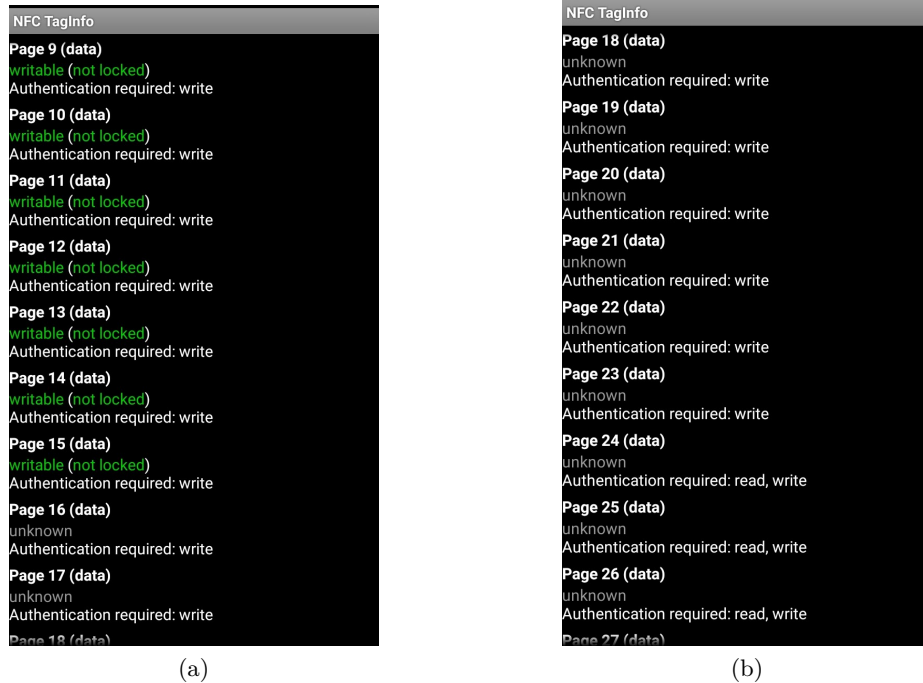 NFC TagInfo
Page 9 (data)
writable (not locked)
Authentication required: write
Page 10 (data)
writable (not locked)
Authentication required: write
Page 11 (data)
writable (not locked)
Authentication required: write
Page 12 (data)
writable (not locked)
Authentication required: write
Page 13 (data)
writable (not locked)
Authentication required: write
Page 14 (data)
writable (not locked)
Authentication required: write
Page 15 (data)
writable (not locked)
Authentication required: write
Page 16 (data)
unknown
Authentication required: write
Page 17 (data)
unknown
Authentication required: write
Page 18 (data)
(a)
NFC TagInfo
Page 18 (data)
unknown
Authentication required: write
Page 19 (data)
unknown
Authentication required: write
Page 20 (data)
unknown
Authentication required: write
Page 21 (data)
unknown
Authentication required: write
Page 22 (data)
unknown
Authentication required: write
Page 23 (data)
unknown
Authentication required: write
Page 24 (data)
unknown
Authentication required: read, write
Page 25 (data)
unknown
Authentication required: read, write
Page 26 (data)
unknown
Authentication required: read, write
Page 27 (data)
(b)